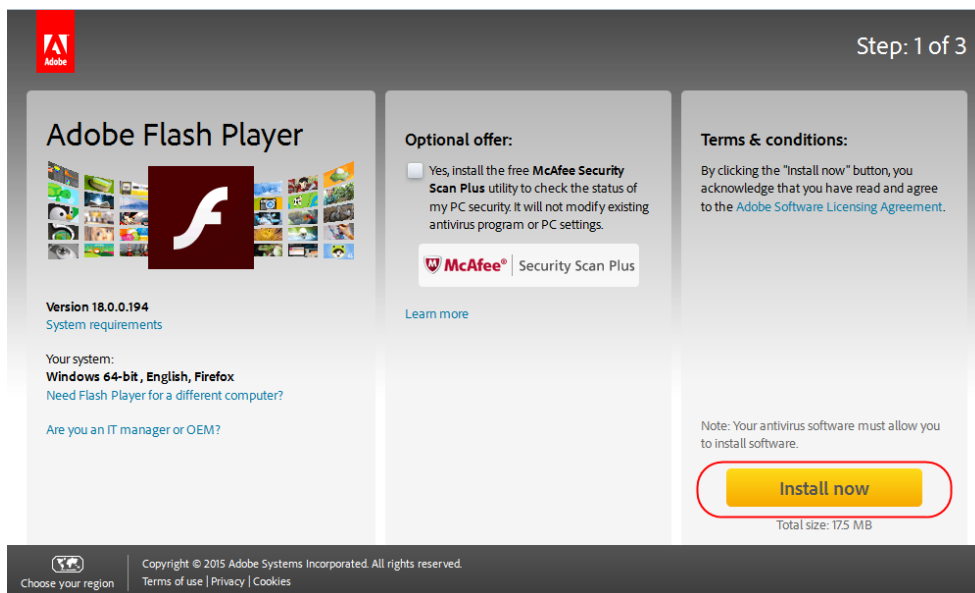 Adobe
Step: 1 of 3
Adobe Flash Player
Version 18.0.0.194
System requirements
Your system:
Windows 64-bit , English, Firefox
Need Flash Player for a different computer?
Are you an IT manager or OEM?
Optional offer:
Yes, install the free McAfee Security
Scan Plus utility to check the status of
my PC security. It will not modify existing
antivirus program or PC settings.
McAfee® | Security Scan Plus
Learn more
Terms & conditions:
By clicking the "Install now" button, you
acknowledge that you have read and agree
to the Adobe Software Licensing Agreement.
Note: Your antivirus software must allow you
to install software.
Install now
Total size: 17.5 MB
Choose your region
Copyright © 2015 Adobe Systems Incorporated. All rights reserved.
Terms of use | Privacy | Cookies